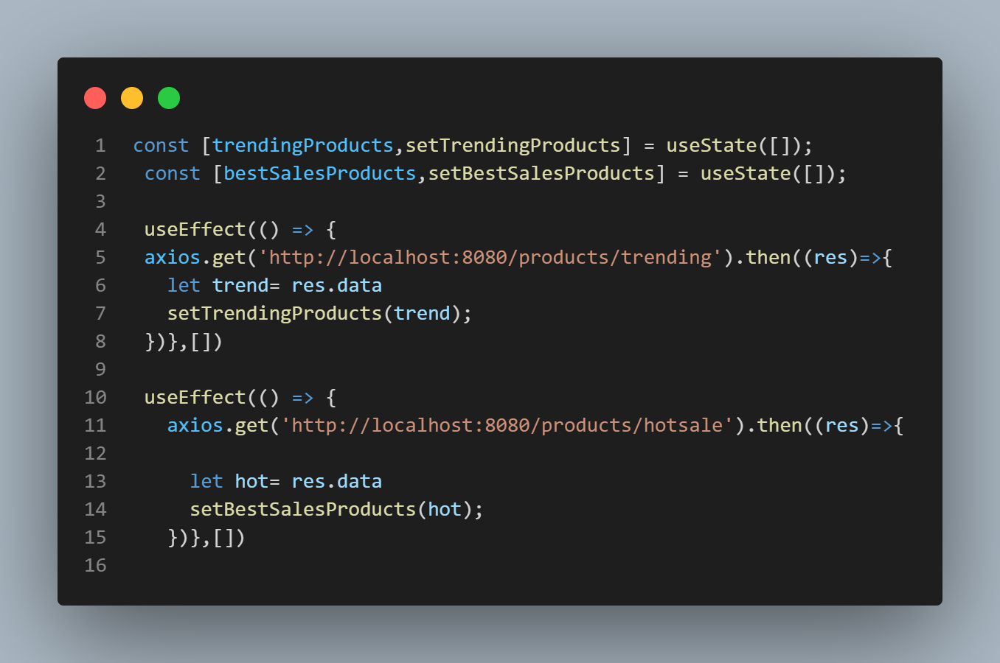 1 const [trendingProducts,setTrendingProducts] = useState([]);
2 const [bestSalesProducts,setBestSalesProducts] = useState([]);
3
4 useEffect(() => {
5 axios.get('http://localhost:8080/products/trending').then((res)=>{
6 let trend= res.data
7 setTrendingProducts(trend);
8 })},[])
9
10 useEffect(() => {
11 axios.get('http://localhost:8080/products/hotsale').then((res)=>{
12
13 let hot= res.data
14 setBestSalesProducts(hot);
15 })},[])
16